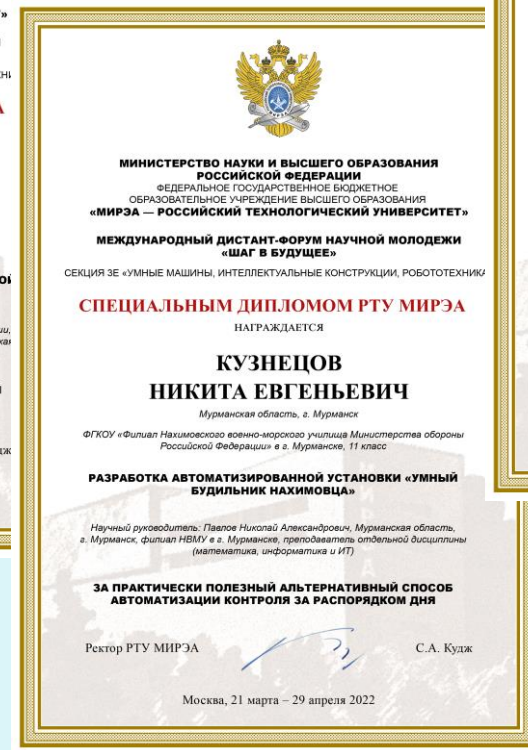 МИНИСТЕРСТВО НАУКИ И ВЫСШЕГО ОБРАЗОВАНИЯ
РОССИЙСКОЙ ФЕДЕРАЦИИ
ФЕДЕРАЛЬНОЕ ГОСУДАРСТВЕННОЕ БЮДЖЕТНОЕ
ОБРАЗОВАТЕЛЬНОЕ УЧРЕЖДЕНИЕ ВЫСШЕГО ОБРАЗОВАНИЯ
«МИРЭА — РОССИЙСКИЙ ТЕХНОЛОГИЧЕСКИЙ УНИВЕРСИТЕТ»
МЕЖДУНАРОДНЫЙ ДИСТАНТ-ФОРУМ НАУЧНОЙ МОЛОДЕЖИ
«ШАГ В БУДУЩЕЕ»
СЕКЦИЯ 3Е «УМНЫЕ МАШИНЫ, ИНТЕЛЛЕКТУАЛЬНЫЕ КОНСТРУКЦИИ, РОБОТОТЕХНИКА
СПЕЦИАЛЬНЫМ ДИПЛОМОМ РТУ МИРЭА
НАГРАЖДАЕТСЯ
КУЗНЕЦОВ
НИКИТА ЕВГЕНЬЕВИЧ
Мурманская область, г. Мурманск
ФГКОУ «Филиал Нахимовского военно-морского училища Министерства обороны
Российской Федерации» в г. Мурманске, 11 класс
РАЗРАБОТКА АВТОМАТИЗИРОВАННОЙ УСТАНОВКИ «УМНЫЙ
БУДИЛЬНИК НАХИМОВЦА»
Научный руководитель: Павлов Николай Александрович, Мурманская область,
г. Мурманск, филиал НВМУ в г. Мурманске, преподаватель отдельной дисциплины
(математика, информатика и ИТ)
ЗА ПРАКТИЧЕСКИ ПОЛЕЗНЫЙ АЛЬТЕРНАТИВНЫЙ СПОСОБ
АВТОМАТИЗАЦИИ КОНТРОЛЯ ЗА РАСПОРЯДКОМ ДНЯ
Ректор РТУ МИРЭА С.А. Кудж
Москва, 21 марта – 29 апреля 2022